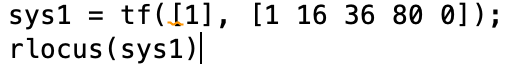 sys1 = tf([1], [1 16 36 80 0]);
rlocus(sys1)